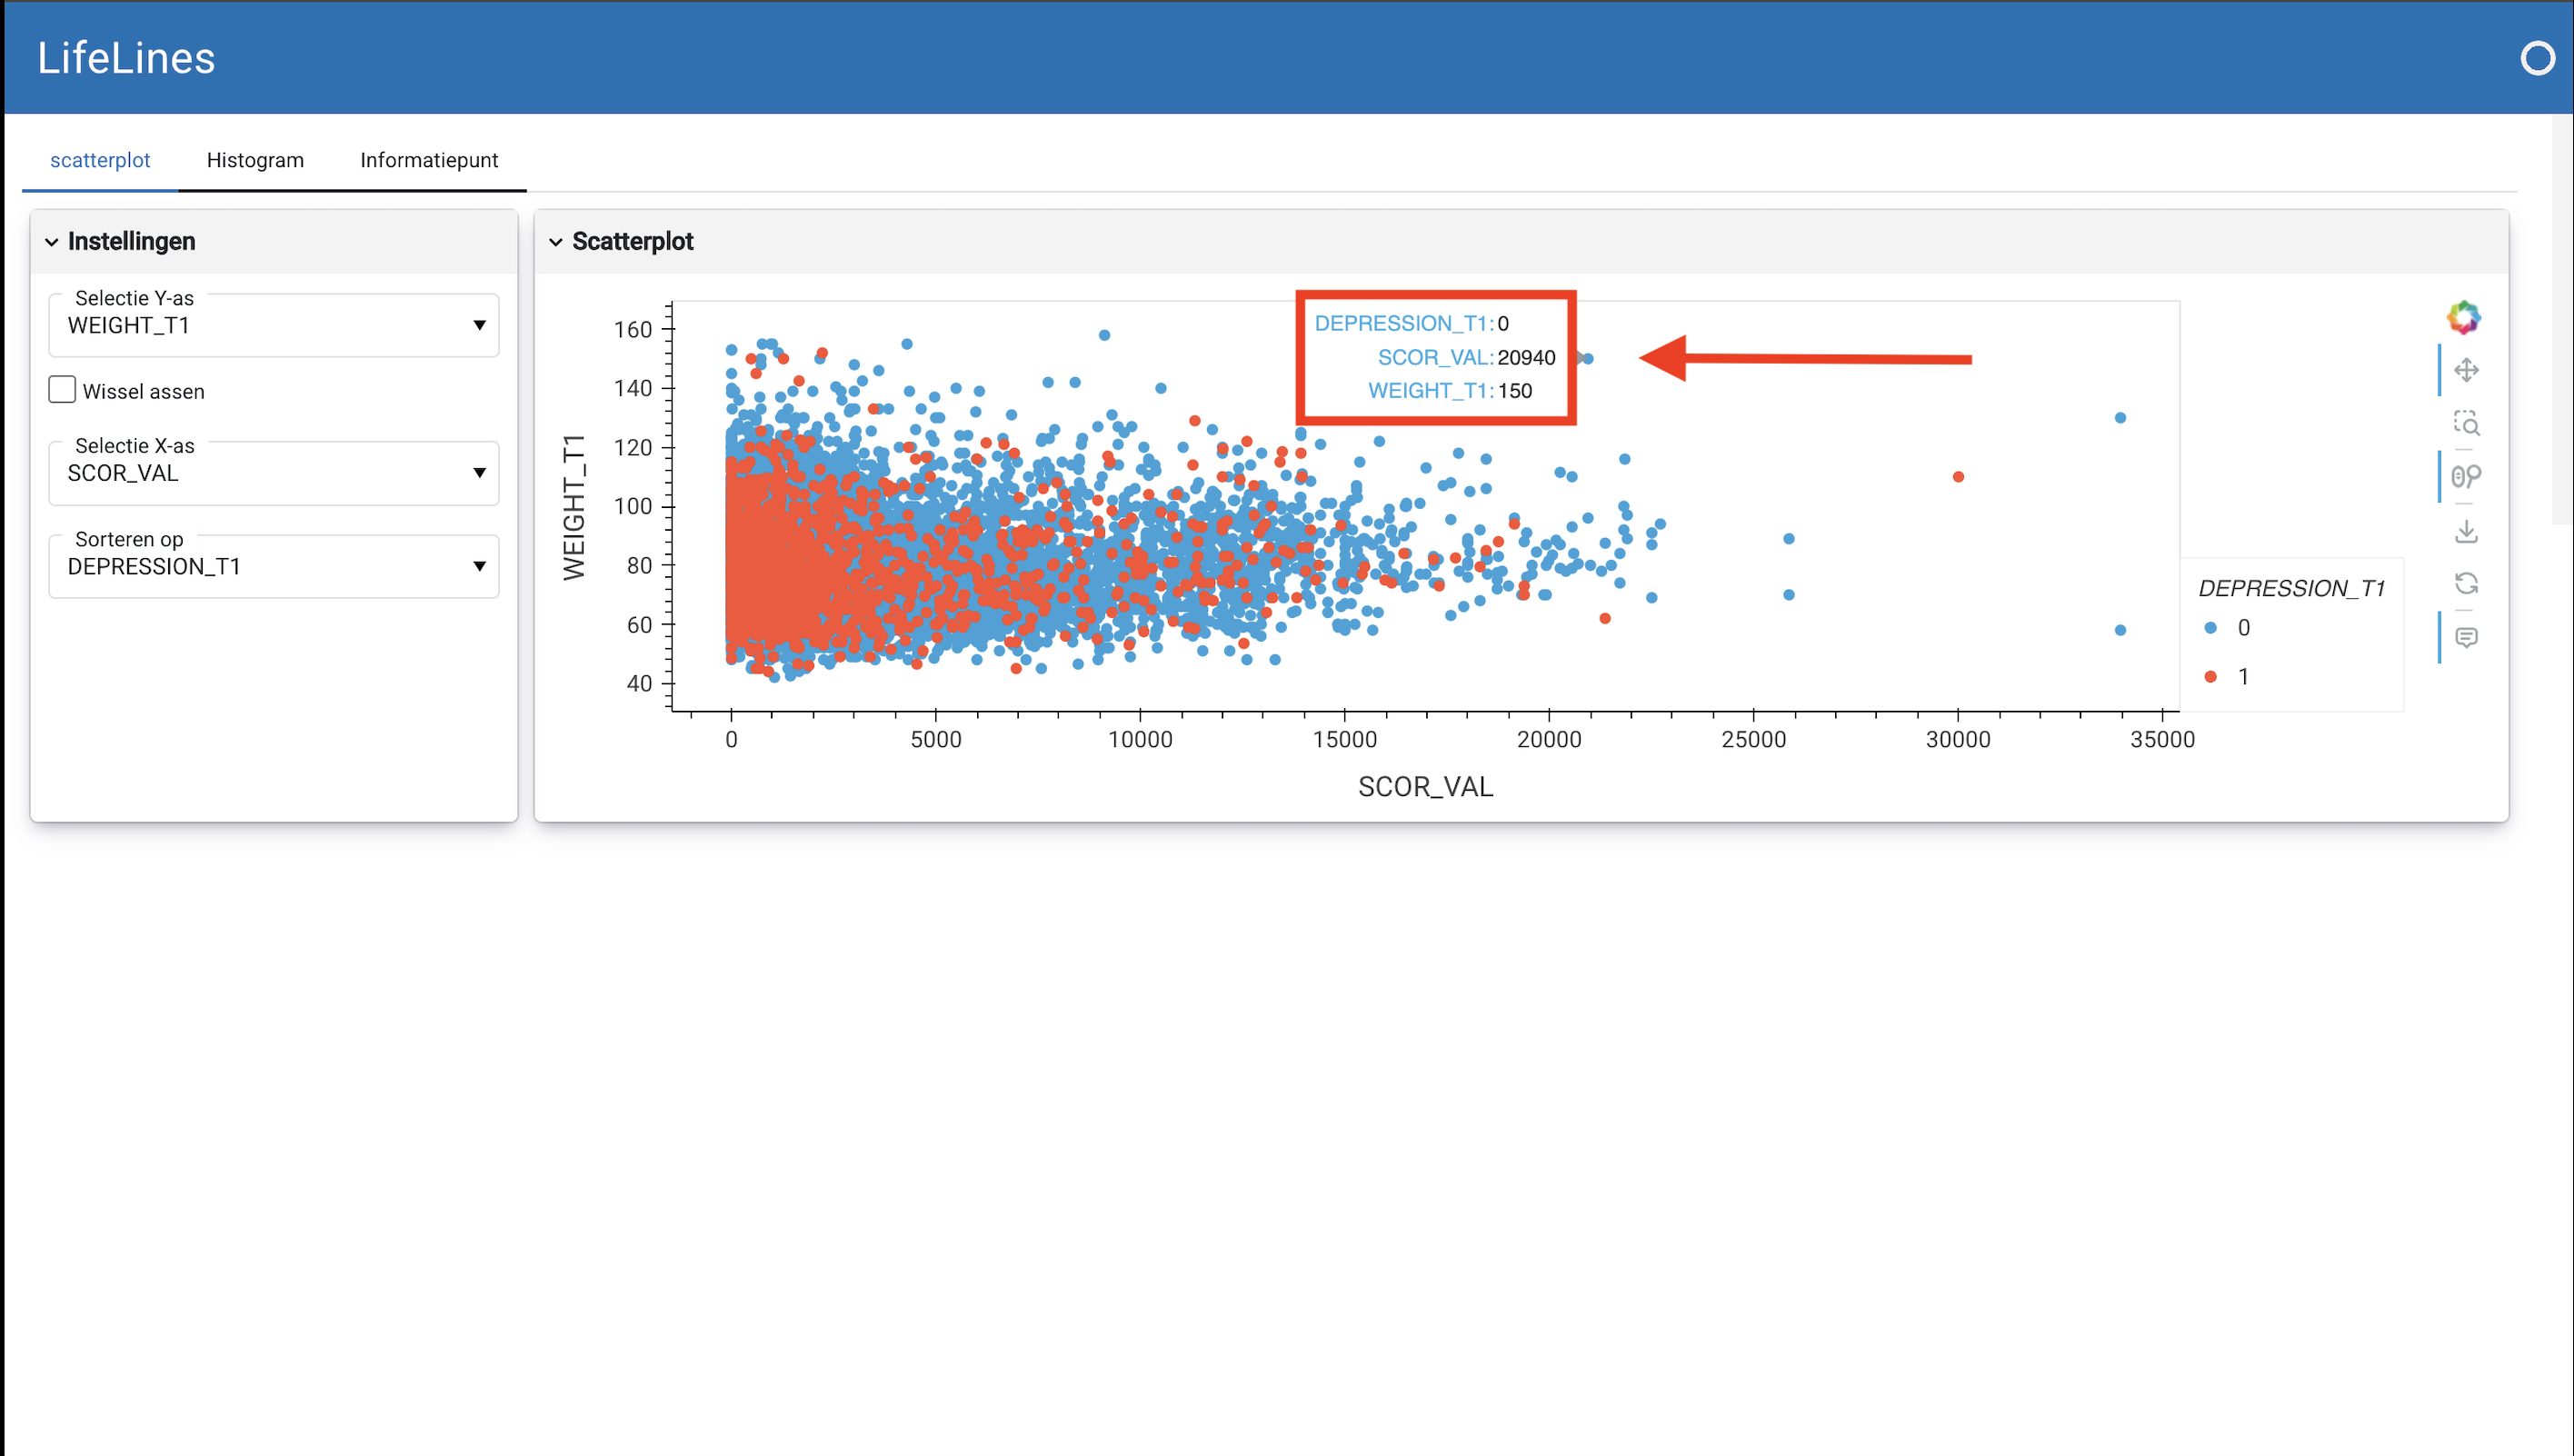 LifeLines
scatterplot
Histogram
Informatiepunt
Instellingen
Selectie Y-as
WEIGHT_T1
Wissel assen
Selectie X-as
SCOR_VAL
Sorteren op
DEPRESSION_T1
Scatterplot
DEPRESSION_T1: 0
SCOR_VAL: 20940
WEIGHT_T1: 150
160
140
120
100
80
60
40
WEIGHT_T1
0 5000 10000 15000 20000 25000 30000 35000
SCOR_VAL
DEPRESSION_T1
0
1